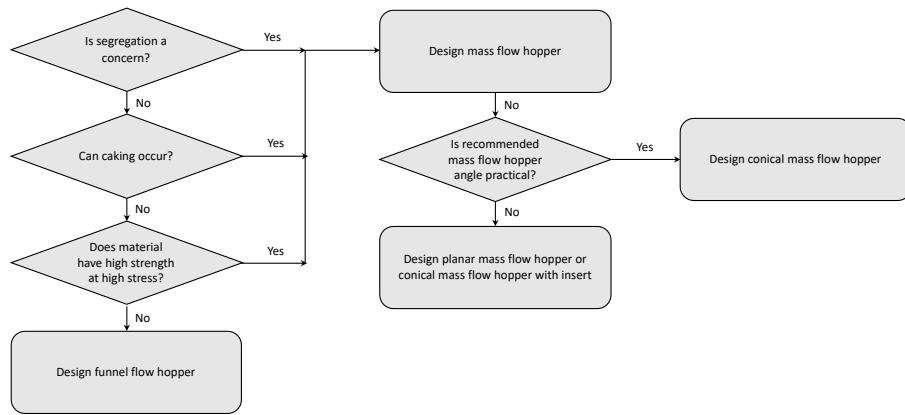 Is segregation a
concern?
Yes
Design mass flow hopper
No
No
Can caking occur?
Yes
Is recommended
mass flow hopper
angle practical?
Yes
Design conical mass flow hopper
No
No
Does material
have high strength
at high stress?
Yes
Design planar mass flow hopper or
conical mass flow hopper with insert
No
Design funnel flow hopper